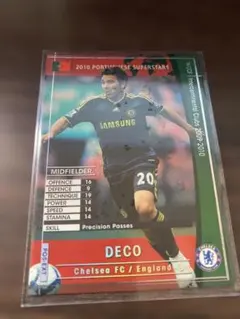 2010 PORTUGUESE SUPERSTARS
SAMSUNG
20
MIDFIELDER
OFFENCE 16
DEFENCE 9
TECHNIQUE 19
POWER 14
SPEED 14
STAMINA 14
SKILL Precision Passes
DECO
Chelsea FC / England